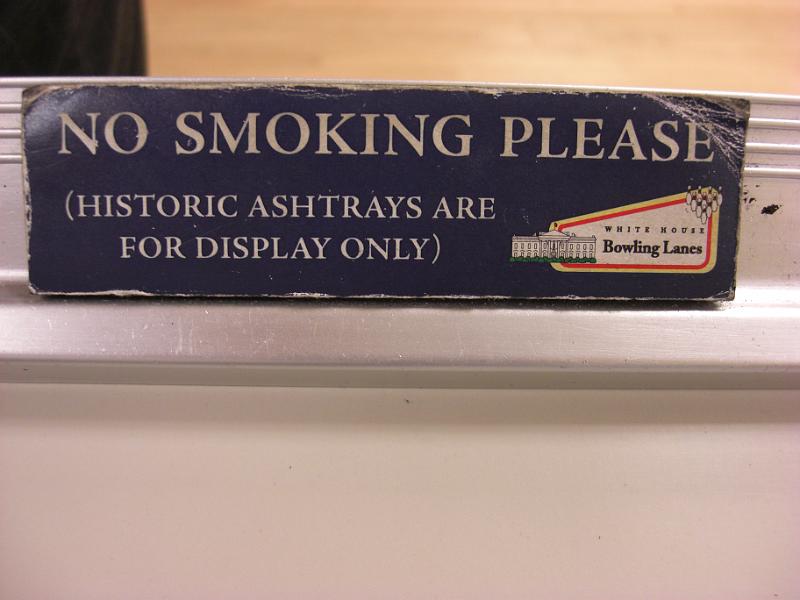 NO SMOKING PLEASE
(HISTORIC ASHTRAYS ARE
FOR DISPLAY ONLY)
WHITE HOUSE
Bowling Lanes